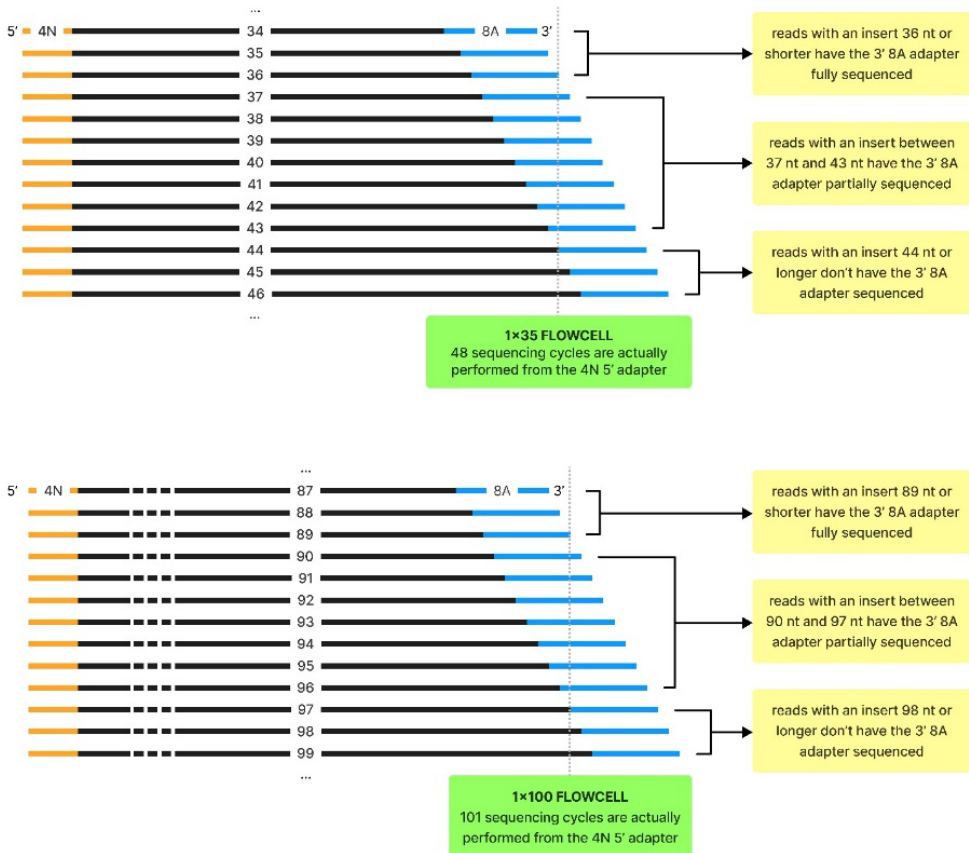 ...
5’ 4N 34 8A 3’
35
36
37
38
39
40
41
42
43
44
45
46
...
reads with an insert 36 nt or
shorter have the 3’ 8A adapter
fully sequenced
reads with an insert between
37 nt and 43 nt have the 3’ 8A
adapter partially sequenced
reads with an insert 44 nt or
longer don’t have the 3’ 8A
adapter sequenced
1×35 FLOWCELL
48 sequencing cycles are actually
performed from the 4N 5’ adapter
...
5’ 4N 87 8A 3’
88
89
90
91
92
93
94
95
96
97
98
99
...
reads with an insert 89 nt or
shorter have the 3’ 8A adapter
fully sequenced
reads with an insert between
90 nt and 97 nt have the 3’ 8A
adapter partially sequenced
reads with an insert 98 nt or
longer don’t have the 3’ 8A
adapter sequenced
1×100 FLOWCELL
101 sequencing cycles are actually
performed from the 4N 5’ adapter